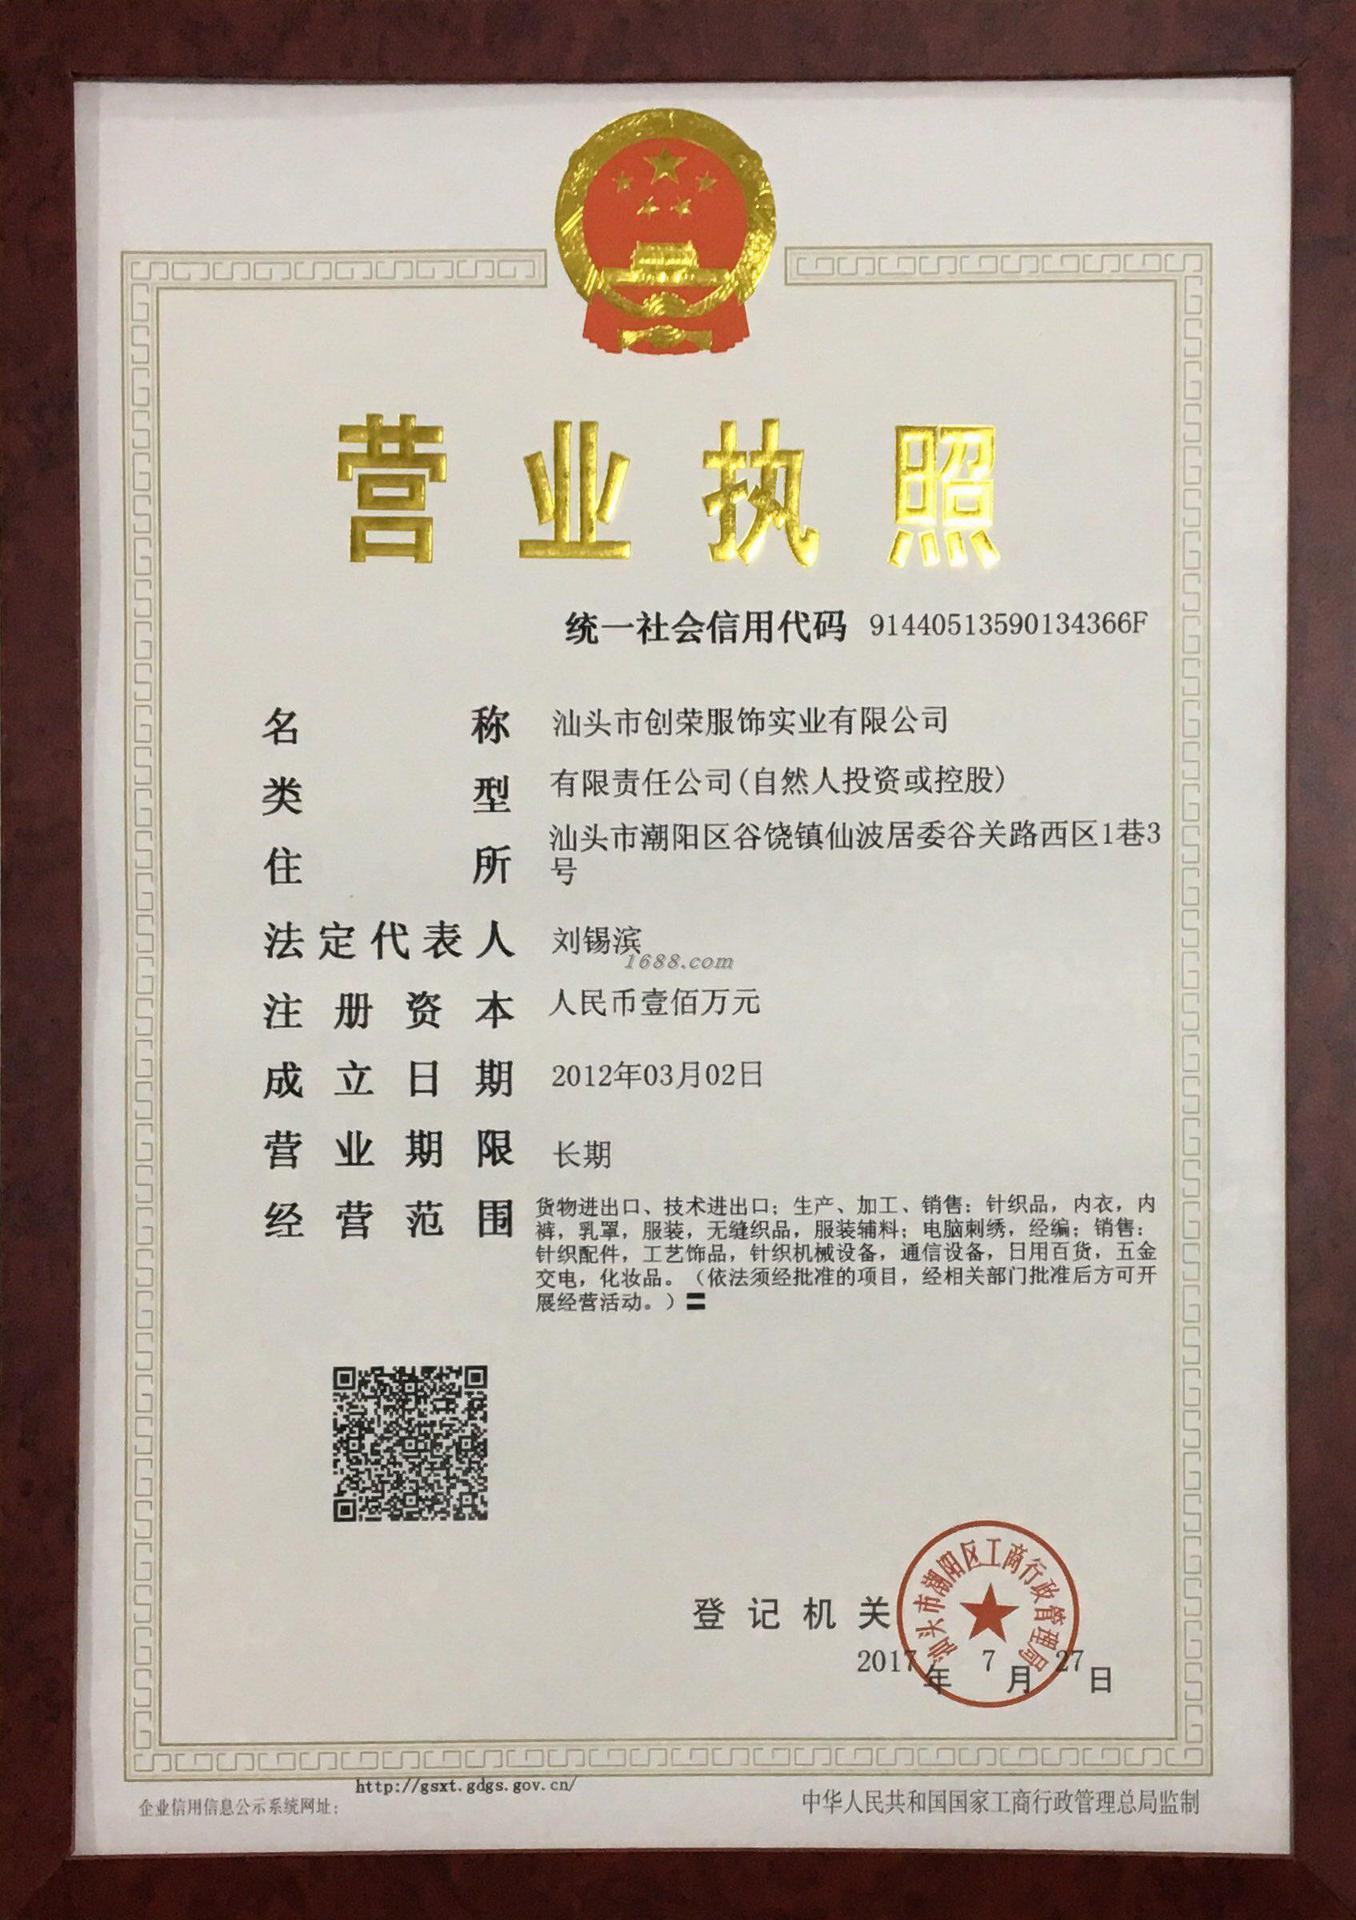 营业执照
统一社会信用代码 91440513590134366F
名称 汕头市创荣服饰实业有限公司
类型 有限责任公司(自然人投资或控股)
住所 汕头市潮阳区谷饶镇仙波居委谷关路西区1巷3
号
法定代表人 刘锡滨
1688.com
注册资本 人民币壹佰万元
成立日期 2012年03月02日
营业期限 长期
经营范围 货物进出口、技术进出口；生产、加工、销售：针织品，内衣，内
裤，乳罩，服装，无缝织品，服装辅料；电脑刺绣，经编；销售：
针织配件，工艺饰品，针织机械设备，通信设备，日用百货，五金
交电，化妆品。（依法须经批准的项目，经相关部门批准后方可开
展经营活动。）〓
登记机关
汕头市潮阳区工商行政管理局
2017年7月27日
http://gsxt.gdgs.gov.cn/
企业信用信息公示系统网址：
中华人民共和国国家工商行政管理总局监制